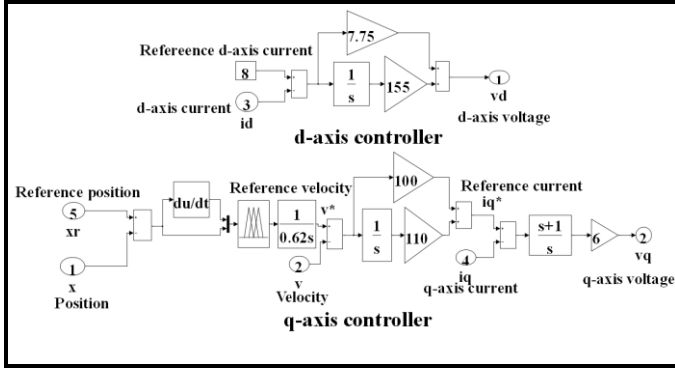 7.75
Refereence d-axis current
8
1
s
155
1
vd
d-axis current
3
id
d-axis voltage
d-axis controller
Reference position
5
xr
du/dt
Reference velocity
v*
1
0.62s
100
Reference current
iq*
1
s
110
s+1
s
6
2
vq
1
x
Position
2
v
Velocity
4
iq
q-axis current
q-axis voltage
q-axis controller